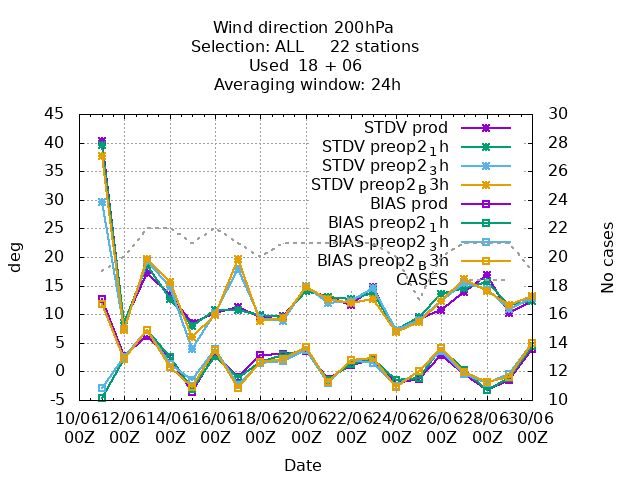 Wind direction 200hPa
Selection: ALL 22 stations
Used 18 + 06
Averaging window: 24h
45 30
40 28
35 26
30 24
25 22
20 20
15 18
10 16
5 14
0 12
-5 10
STDV prod
STDV preop2₁h
STDV preop2₃h
STDV preop2_B3h
BIAS prod
BIAS preop2₁h
BIAS preop2₃h
BIAS preop2_B3h
CASES
deg
No cases
10/06 12/06 14/06 16/06 18/06 20/06 22/06 24/06 26/06 28/06 30/06
00Z 00Z 00Z 00Z 00Z 00Z 00Z 00Z 00Z 00Z 00Z
Date